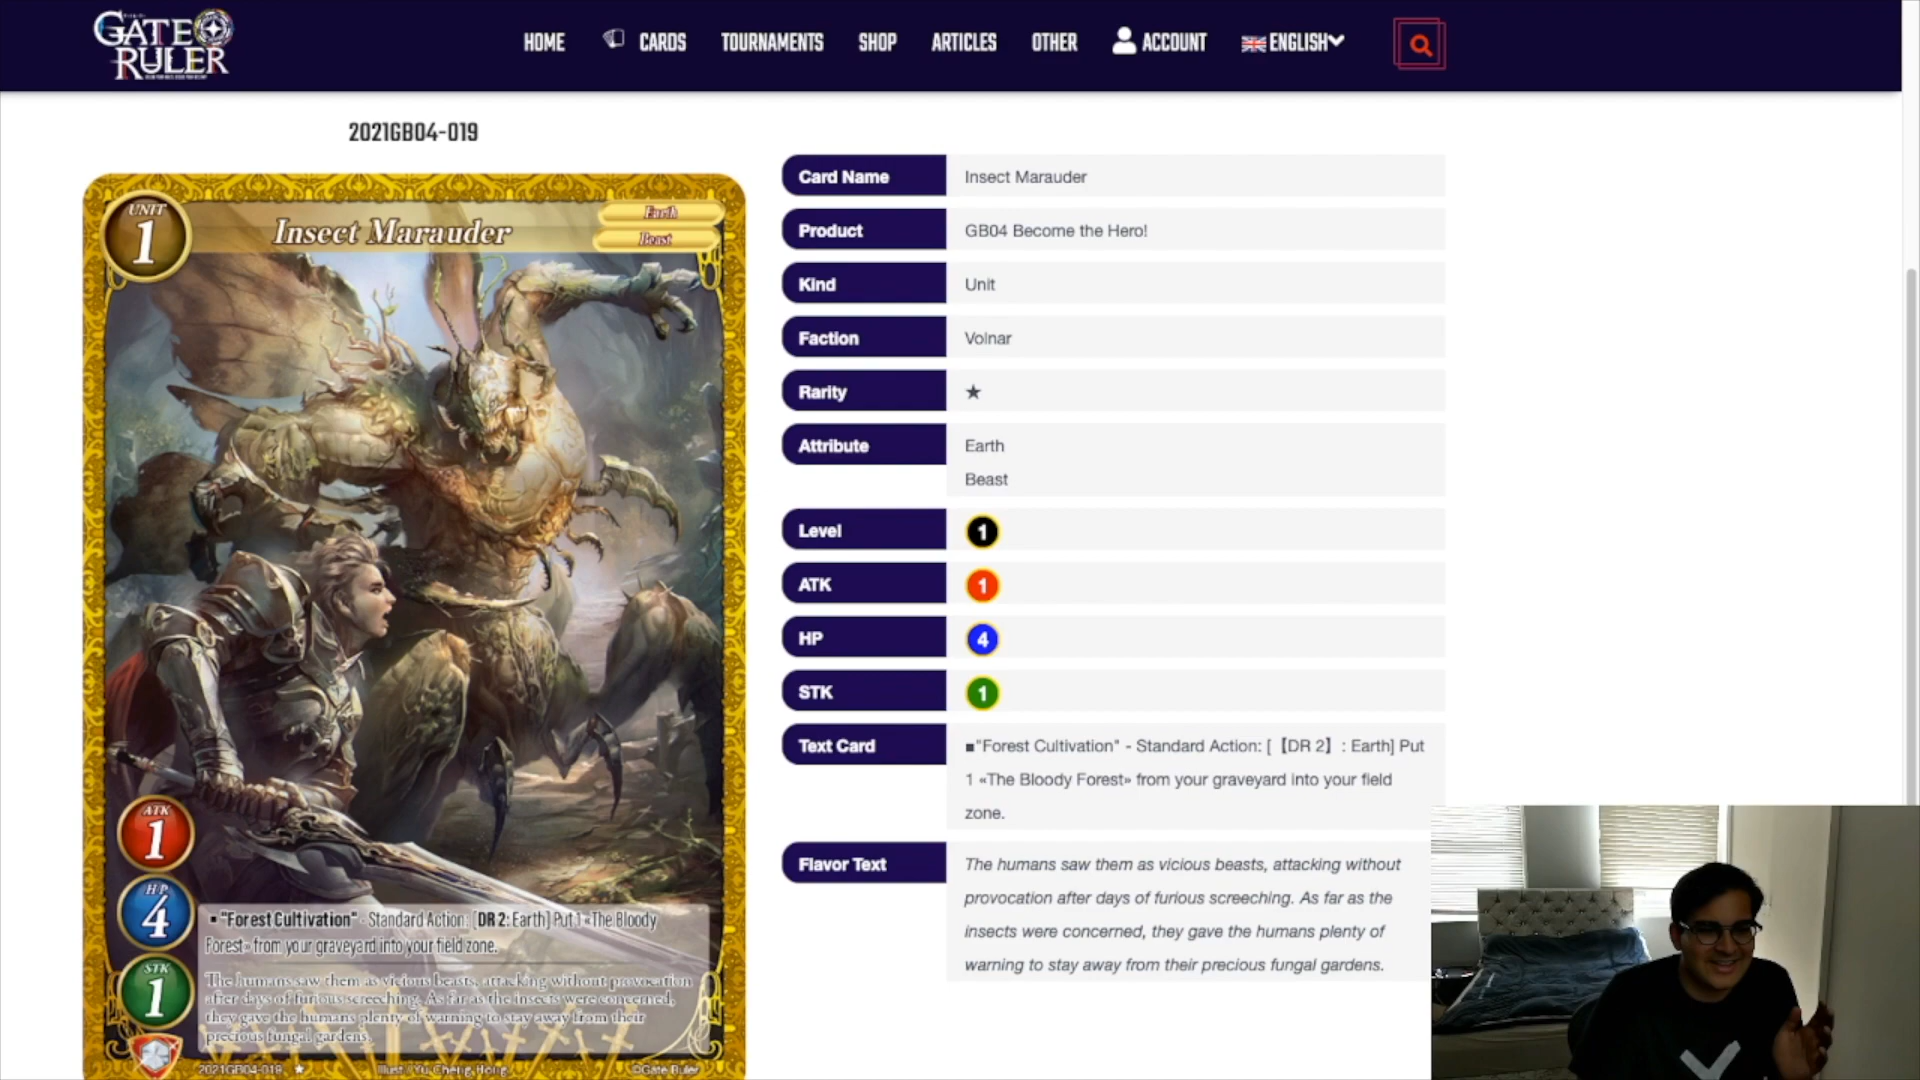 GATE
RULER
HOME
CARDS
TOURNAMENTS
SHOP
ARTICLES
OTHER
ACCOUNT
ENGLISH
2021GB04-019
UNIT
1
Insect Marauder
Earth
Beast
ATK
1
HP
4
STK
1
▪ "Forest Cultivation" - Standard Action: [DR 2: Earth] Put 1 «The Bloody
Forest» from your graveyard into your field zone.
The humans saw them as vicious beasts, attacking without provocation
after days of furious screeching. As far as the insects were concerned,
they gave the humans plenty of warning to stay away from their
precious fungal gardens.
2021GB04-019 ★
Illust / Yu Cheng Hong
©Gate Ruler
Card Name
Insect Marauder
Product
GB04 Become the Hero!
Kind
Unit
Faction
Volnar
Rarity
★
Attribute
Earth
Beast
Level
1
ATK
1
HP
4
STK
1
Text Card
■"Forest Cultivation" - Standard Action: [【DR 2】: Earth] Put
1 «The Bloody Forest» from your graveyard into your field
zone.
Flavor Text
The humans saw them as vicious beasts, attacking without
provocation after days of furious screeching. As far as the
insects were concerned, they gave the humans plenty of
warning to stay away from their precious fungal gardens.